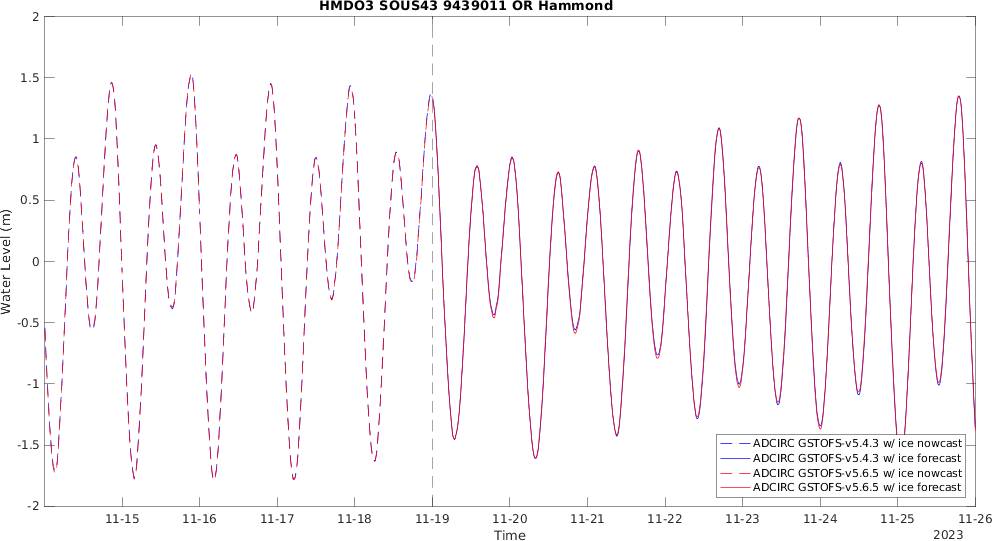 HMDO3 SOUS43 9439011 OR Hammond
2
1.5
1
0.5
0
-0.5
-1
-1.5
-2
Water Level (m)
ADCIRC GSTOFS-v5.4.3 w/ ice nowcast
ADCIRC GSTOFS-v5.4.3 w/ ice forecast
ADCIRC GSTOFS-v5.6.5 w/ ice nowcast
ADCIRC GSTOFS-v5.6.5 w/ ice forecast
11-15 11-16 11-17 11-18 11-19 11-20 11-21 11-22 11-23 11-24 11-25 11-26
Time
2023